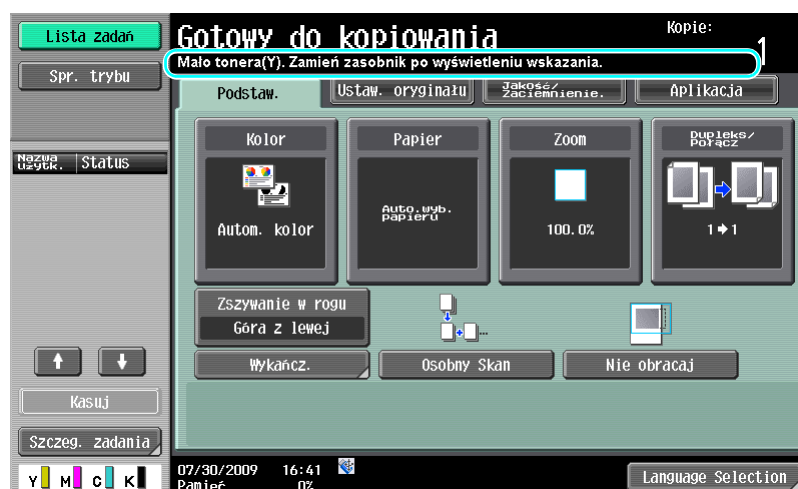 Lista zadań
Spr. trybu
Nazwa użytk. Status
Kasuj
Szczeg. zadania
Y M C K
Gotowy do kopiowania
Kopie:
1
Mało tonera(Y). Zamień zasobnik po wyświetleniu wskazania.
Podstaw.
Ustaw. oryginału
Jakość/
zaciemnienie.
Aplikacja
Kolor
Papier
Zoom
Dupleks/
Połącz
Autom. kolor
Auto.wyb.
papieru
100.0%
1 → 1
Zszywanie w rogu
Góra z lewej
Wykańcz.
Osobny Skan
Nie obracaj
07/30/2009 16:41
Pamięć 0%
Language Selection